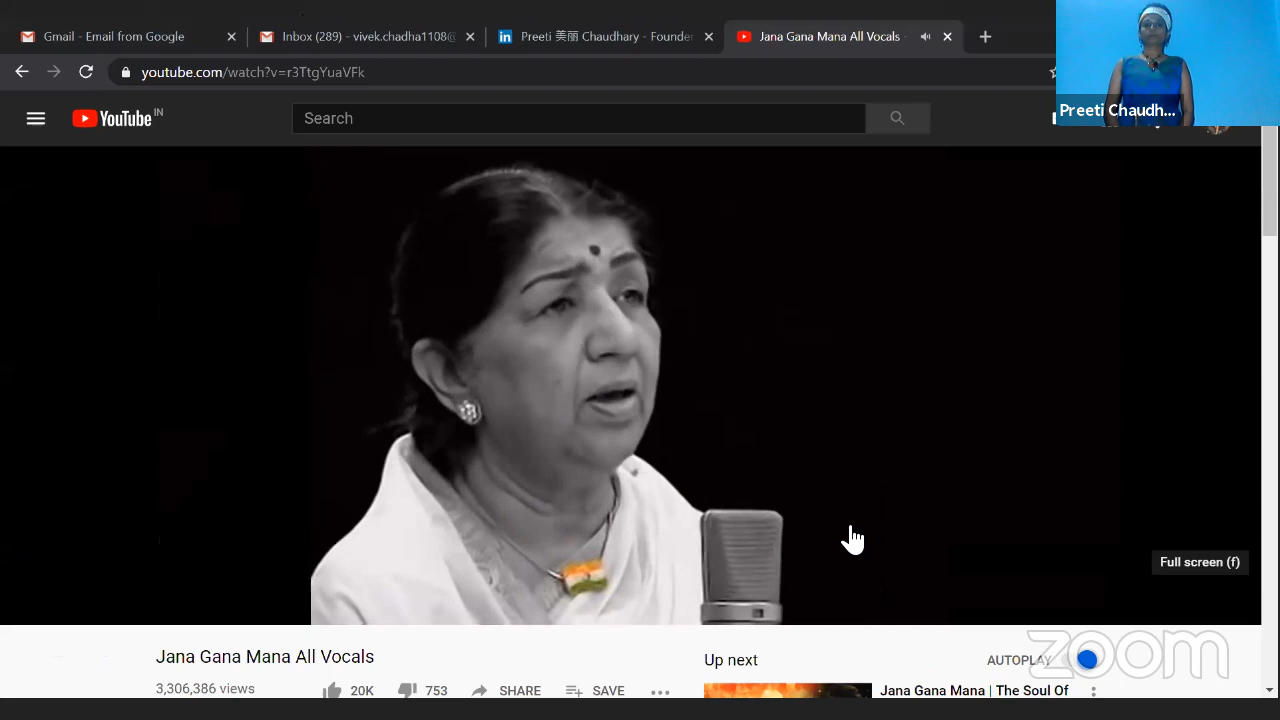 Gmail - Email from Google
Inbox (289) - vivek.chadha1108@
Preeti 美丽 Chaudhary - Founder
Jana Gana Mana All Vocals -
youtube.com/watch?v=r3TtgYuaVFk
Preeti Chaudh...
YouTube IN
Search
Full screen (f)
Jana Gana Mana All Vocals
3,306,386 views
20K
753
SHARE
SAVE
Up next
AUTOPLAY
zoom
Jana Gana Mana | The Soul Of